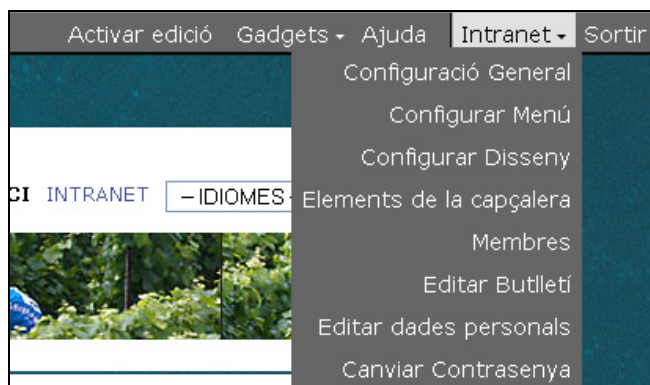 Activar edició Gadgets Ajuda Intranet Sortir
Configuració General
Configurar Menú
Configurar Disseny
CI INTRANET – IDIOMES - Elements de la capçalera
Membres
Editar Butlletí
Editar dades personals
Canviar Contrasenya